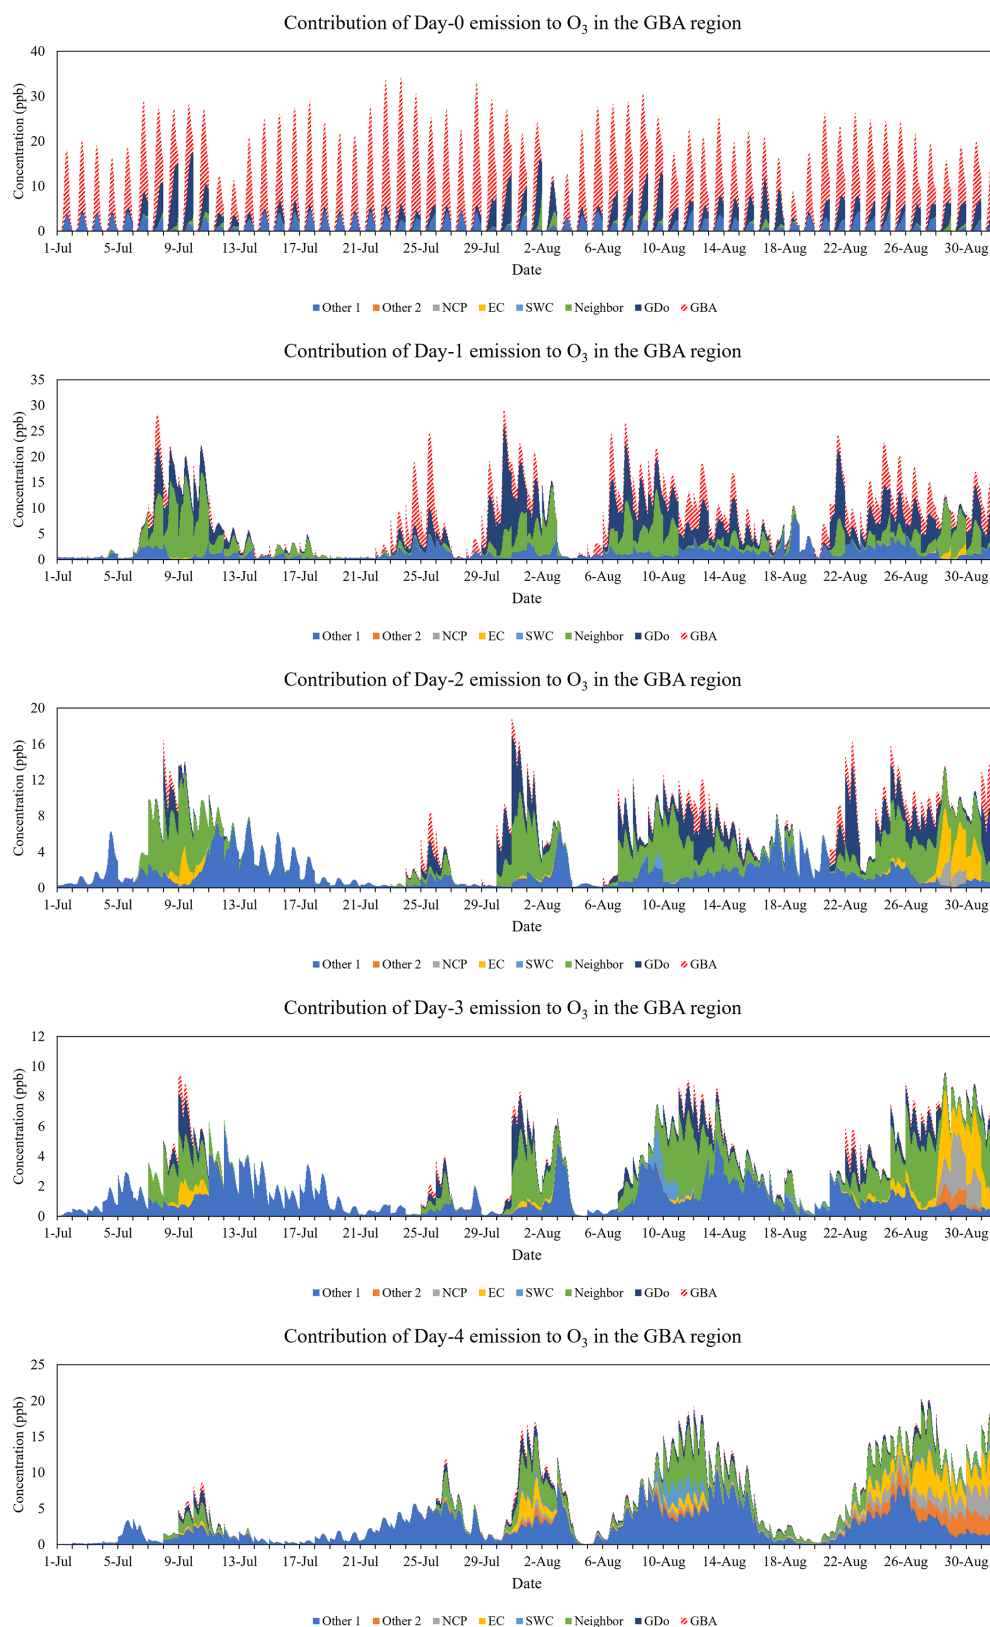 Contribution of Day-0 emission to O3 in the GBA region
40
30
20
10
0
Concentration (ppb)
1-Jul 5-Jul 9-Jul 13-Jul 17-Jul 21-Jul 25-Jul 29-Jul 2-Aug 6-Aug 10-Aug 14-Aug 18-Aug 22-Aug 26-Aug 30-Aug
Date
Other 1 Other 2 NCP EC SWC Neighbor GDo GBA
Contribution of Day-1 emission to O3 in the GBA region
35
30
25
20
15
10
5
0
Concentration (ppb)
1-Jul 5-Jul 9-Jul 13-Jul 17-Jul 21-Jul 25-Jul 29-Jul 2-Aug 6-Aug 10-Aug 14-Aug 18-Aug 22-Aug 26-Aug 30-Aug
Date
Other 1 Other 2 NCP EC SWC Neighbor GDo GBA
Contribution of Day-2 emission to O3 in the GBA region
20
16
12
8
4
0
Concentration (ppb)
1-Jul 5-Jul 9-Jul 13-Jul 17-Jul 21-Jul 25-Jul 29-Jul 2-Aug 6-Aug 10-Aug 14-Aug 18-Aug 22-Aug 26-Aug 30-Aug
Date
Other 1 Other 2 NCP EC SWC Neighbor GDo GBA
Contribution of Day-3 emission to O3 in the GBA region
12
10
8
6
4
2
0
Concentration (ppb)
1-Jul 5-Jul 9-Jul 13-Jul 17-Jul 21-Jul 25-Jul 29-Jul 2-Aug 6-Aug 10-Aug 14-Aug 18-Aug 22-Aug 26-Aug 30-Aug
Date
Other 1 Other 2 NCP EC SWC Neighbor GDo GBA
Contribution of Day-4 emission to O3 in the GBA region
25
20
15
10
5
0
Concentration (ppb)
1-Jul 5-Jul 9-Jul 13-Jul 17-Jul 21-Jul 25-Jul 29-Jul 2-Aug 6-Aug 10-Aug 14-Aug 18-Aug 22-Aug 26-Aug 30-Aug
Date
Other 1 Other 2 NCP EC SWC Neighbor GDo GBA